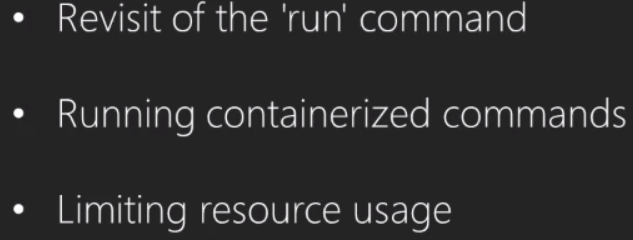 • Revisit of the 'run' command
• Running containerized commands
• Limiting resource usage